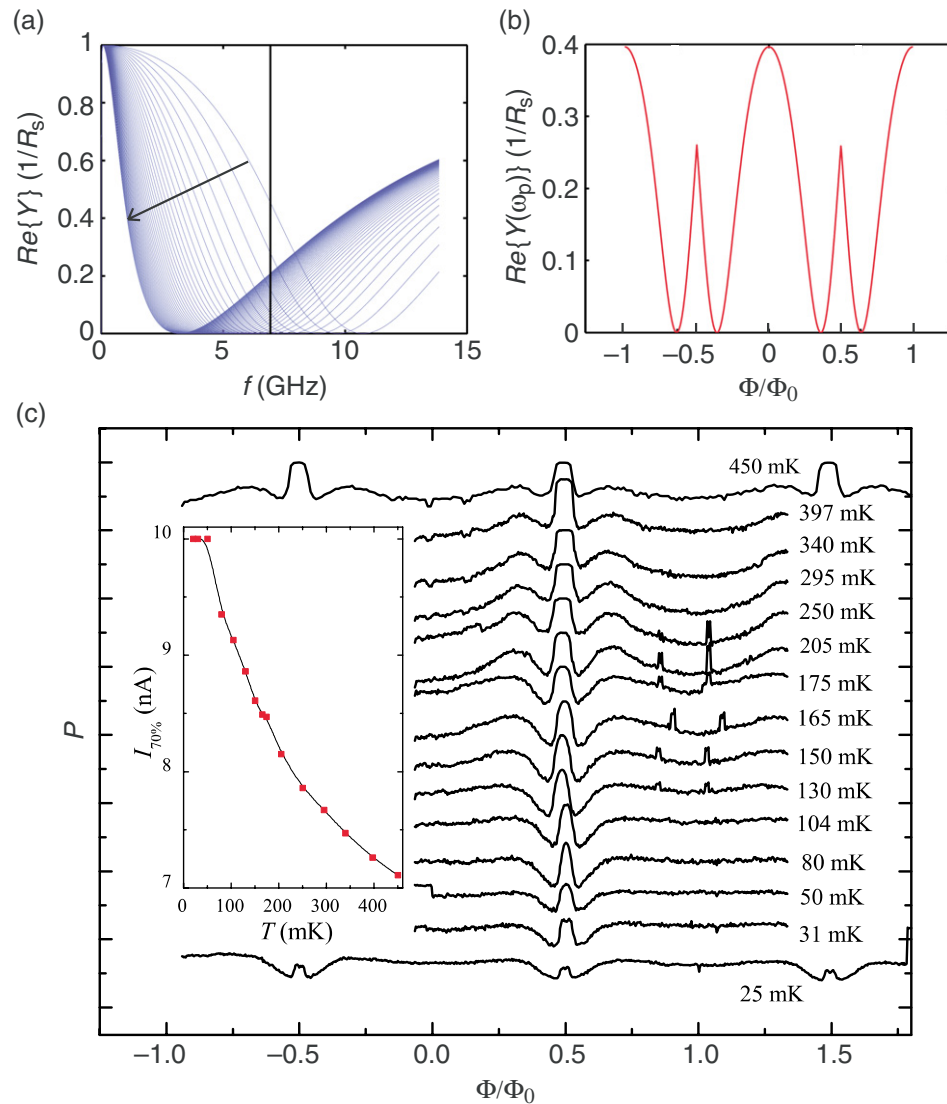 (a)
Re{Y} (1/Rs)
1
0.8
0.6
0.4
0.2
0
0
5
10
15
f (GHz)
(b)
Re{Y(ωp)} (1/Rs)
0.4
0.3
0.2
0.1
0
−1
−0.5
0
0.5
1
Φ/Φ0
(c)
P
450 mK
397 mK
340 mK
295 mK
250 mK
205 mK
175 mK
165 mK
150 mK
130 mK
104 mK
80 mK
50 mK
31 mK
25 mK
I70% (nA)
10
9
8
7
0
100
200
300
400
T (mK)
−1.0
−0.5
0.0
0.5
1.0
1.5
Φ/Φ0